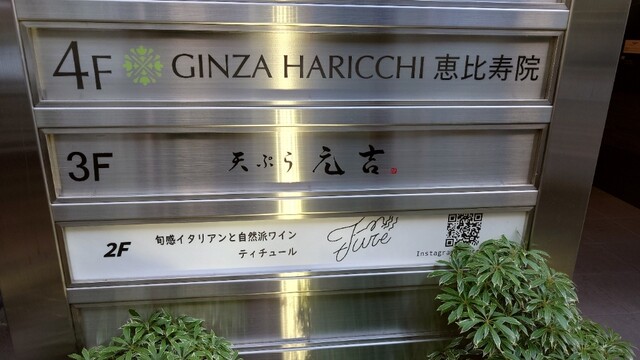 4F GINZA HARICCHI 恵比寿院
3F 天ぷら 元吉
2F 旬感イタリアンと自然派ワイン
ティチュール
Instagra